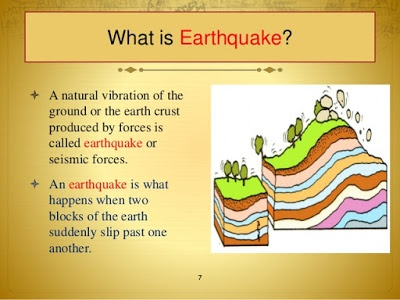 What is Earthquake?
A natural vibration of the
ground or the earth crust
produced by forces is
called earthquake or
seismic forces.
An earthquake is what
happens when two
blocks of the earth
suddenly slip past one
another.
7